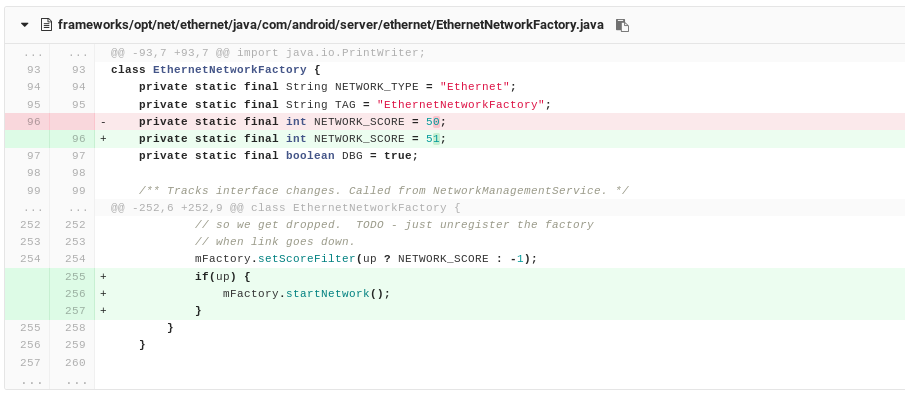 frameworks/opt/net/ethernet/java/com/android/server/ethernet/EthernetNetworkFactory.java
... ... @@ -93,7 +93,7 @@ import java.io.PrintWriter;
93 93 class EthernetNetworkFactory {
94 94 private static final String NETWORK_TYPE = "Ethernet";
95 95 private static final String TAG = "EthernetNetworkFactory";
96 - private static final int NETWORK_SCORE = 50;
96 + private static final int NETWORK_SCORE = 51;
97 97 private static final boolean DBG = true;
98 98
99 99 /** Tracks interface changes. Called from NetworkManagementService. */
... ... @@ -252,6 +252,9 @@ class EthernetNetworkFactory {
252 252 // so we get dropped.  TODO - just unregister the factory
253 253 // when link goes down.
254 254 mFactory.setScoreFilter(up ? NETWORK_SCORE : -1);
255 + if(up) {
256 + mFactory.startNetwork();
257 + }
255 258 }
256 259 }
257 260
... ...